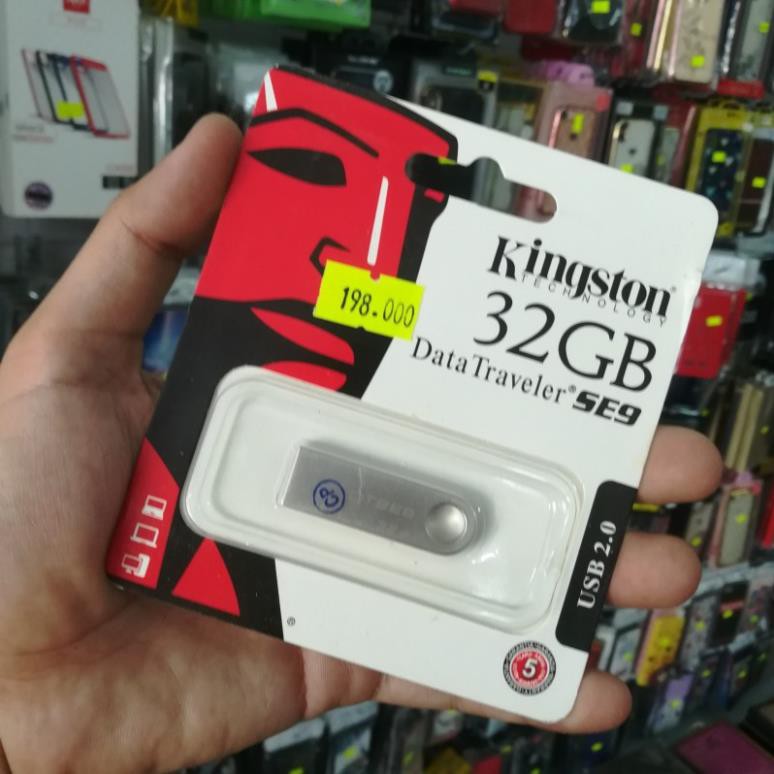 Kingston®
TECHNOLOGY
32GB
DataTraveler® SE9
198.000
USB 2.0
5
®